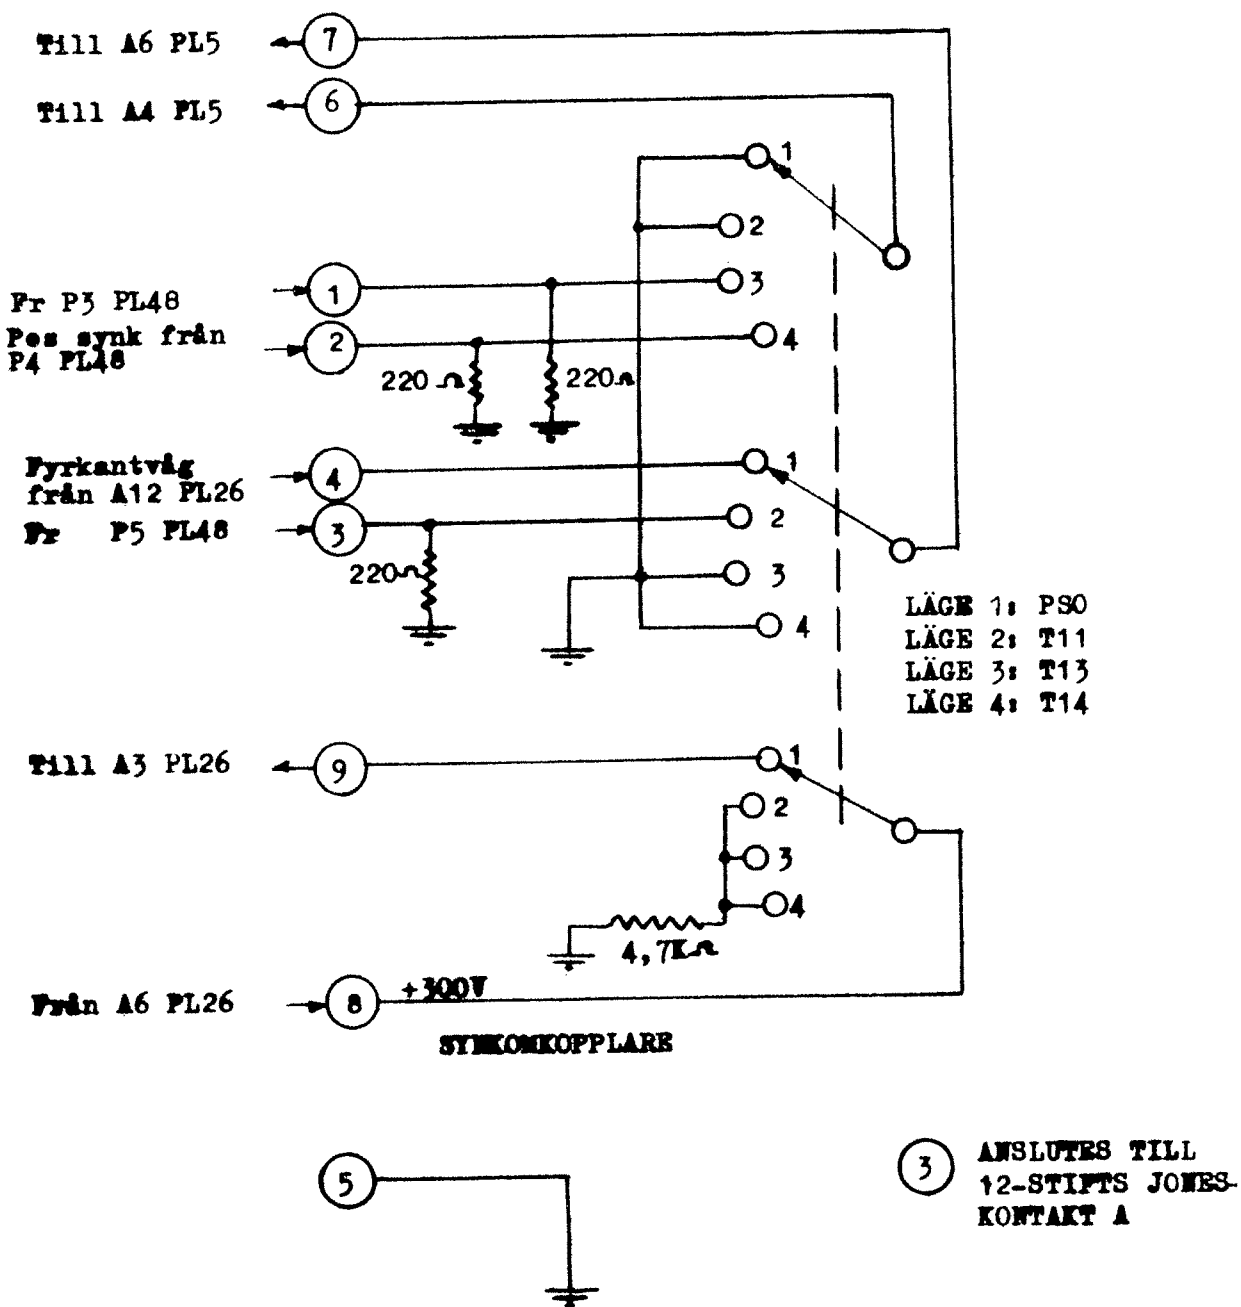 Till A6 PL5
7
Till A4 PL5
6
1
2
3
4
Fr P3 PL48
1
Pos synk från
P4 PL48
2
220 Ω
220Ω
Fyrkantvåg
från A12 PL26
4
Fr P5 PL48
3
220Ω
1
2
3
4
LÄGE 1: PSO
LÄGE 2: T11
LÄGE 3: T13
LÄGE 4: T14
Till A3 PL26
9
1
2
3
4
4,7KΩ
Från A6 PL26
8
+300V
SYNKOMKOPPLARE
5
3
ANSLUTES TILL
12-STIFTS JONES-
KONTAKT A